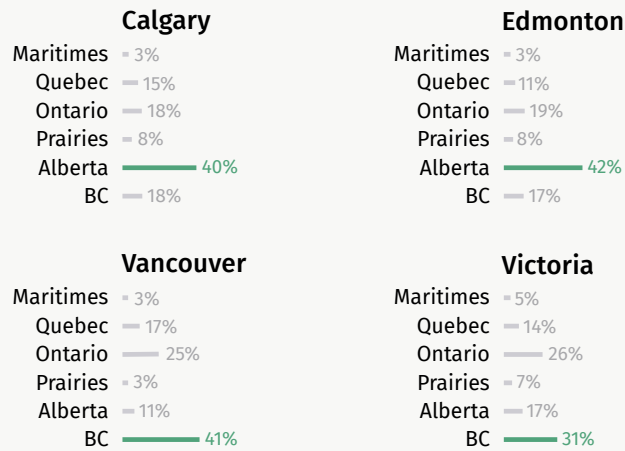 Calgary
Maritimes 3%
Quebec 15%
Ontario 18%
Prairies 8%
Alberta 40%
BC 18%
Edmonton
Maritimes 3%
Quebec 11%
Ontario 19%
Prairies 8%
Alberta 42%
BC 17%
Vancouver
Maritimes 3%
Quebec 17%
Ontario 25%
Prairies 3%
Alberta 11%
BC 41%
Victoria
Maritimes 5%
Quebec 14%
Ontario 26%
Prairies 7%
Alberta 17%
BC 31%